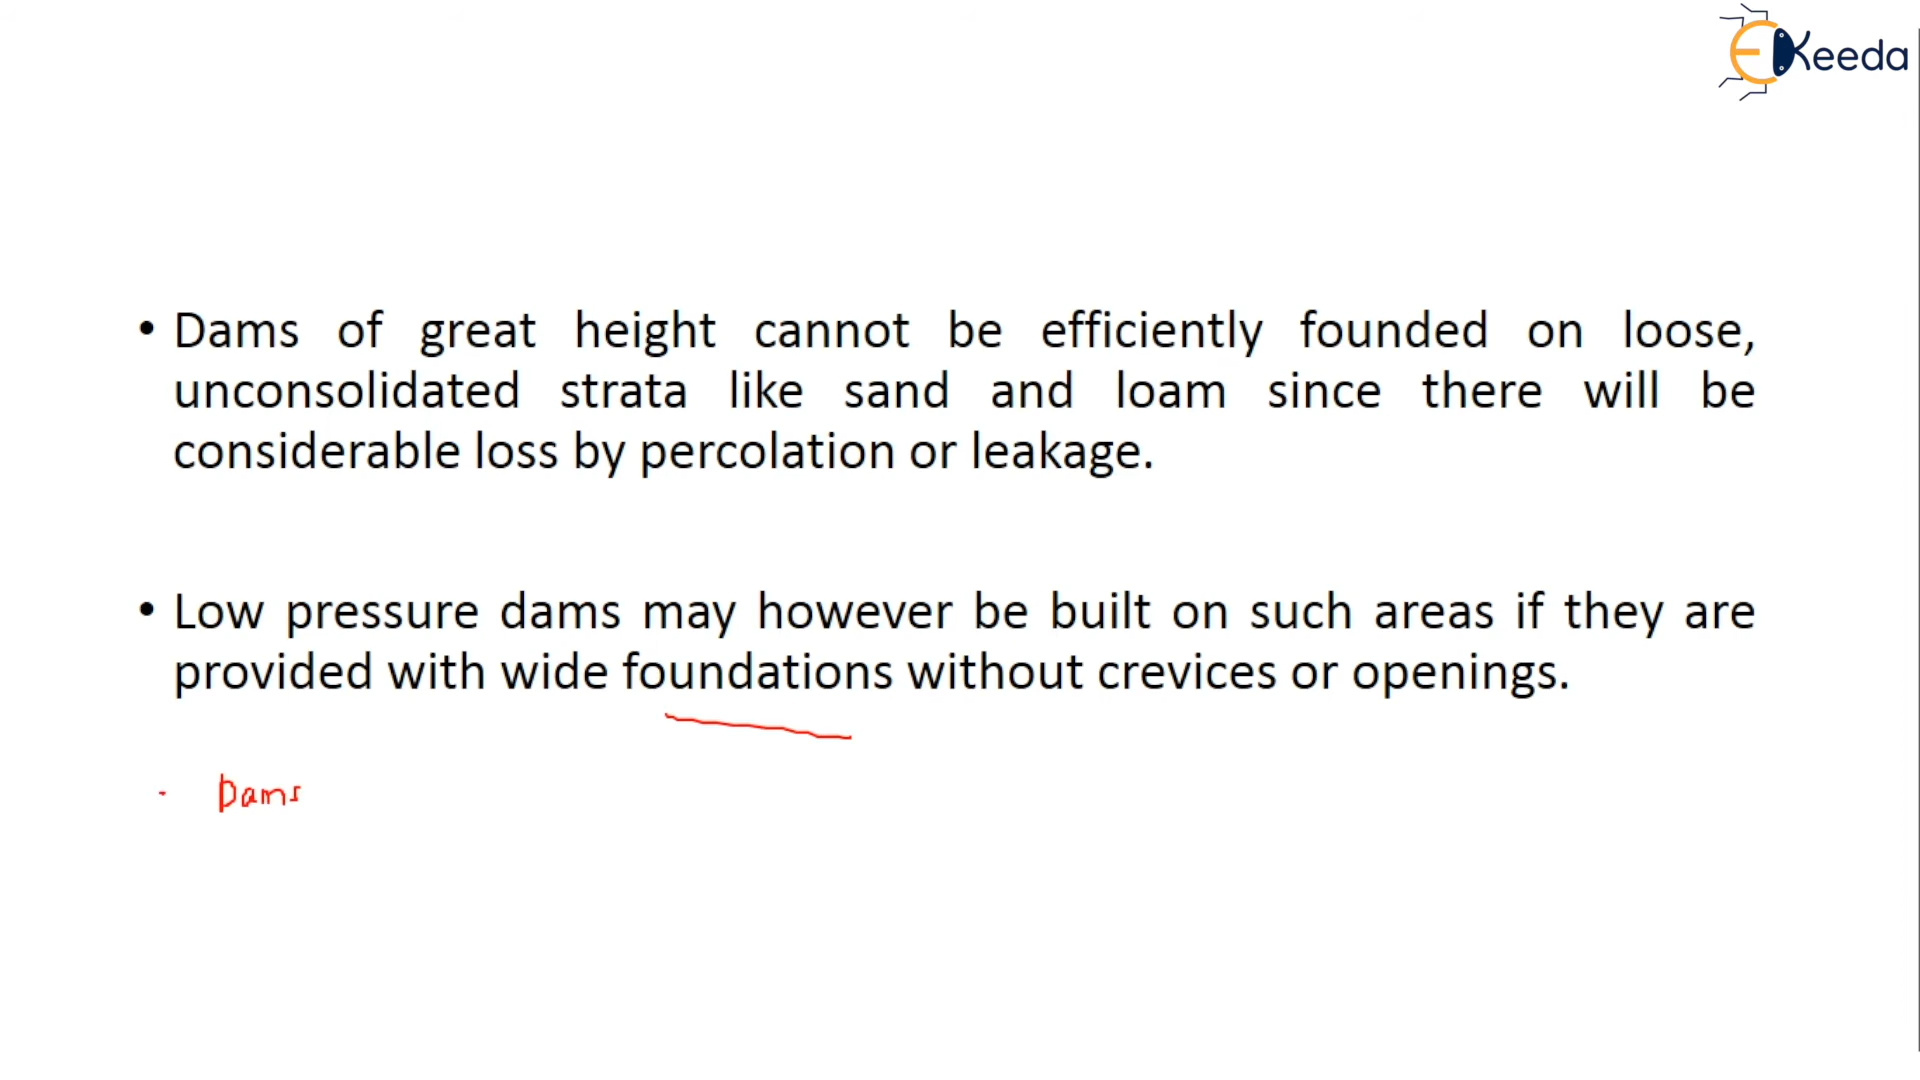 EKeeda
• Dams of great height cannot be efficiently founded on loose,
unconsolidated strata like sand and loam since there will be
considerable loss by percolation or leakage.
• Low pressure dams may however be built on such areas if they are
provided with wide foundations without crevices or openings.
- Dams